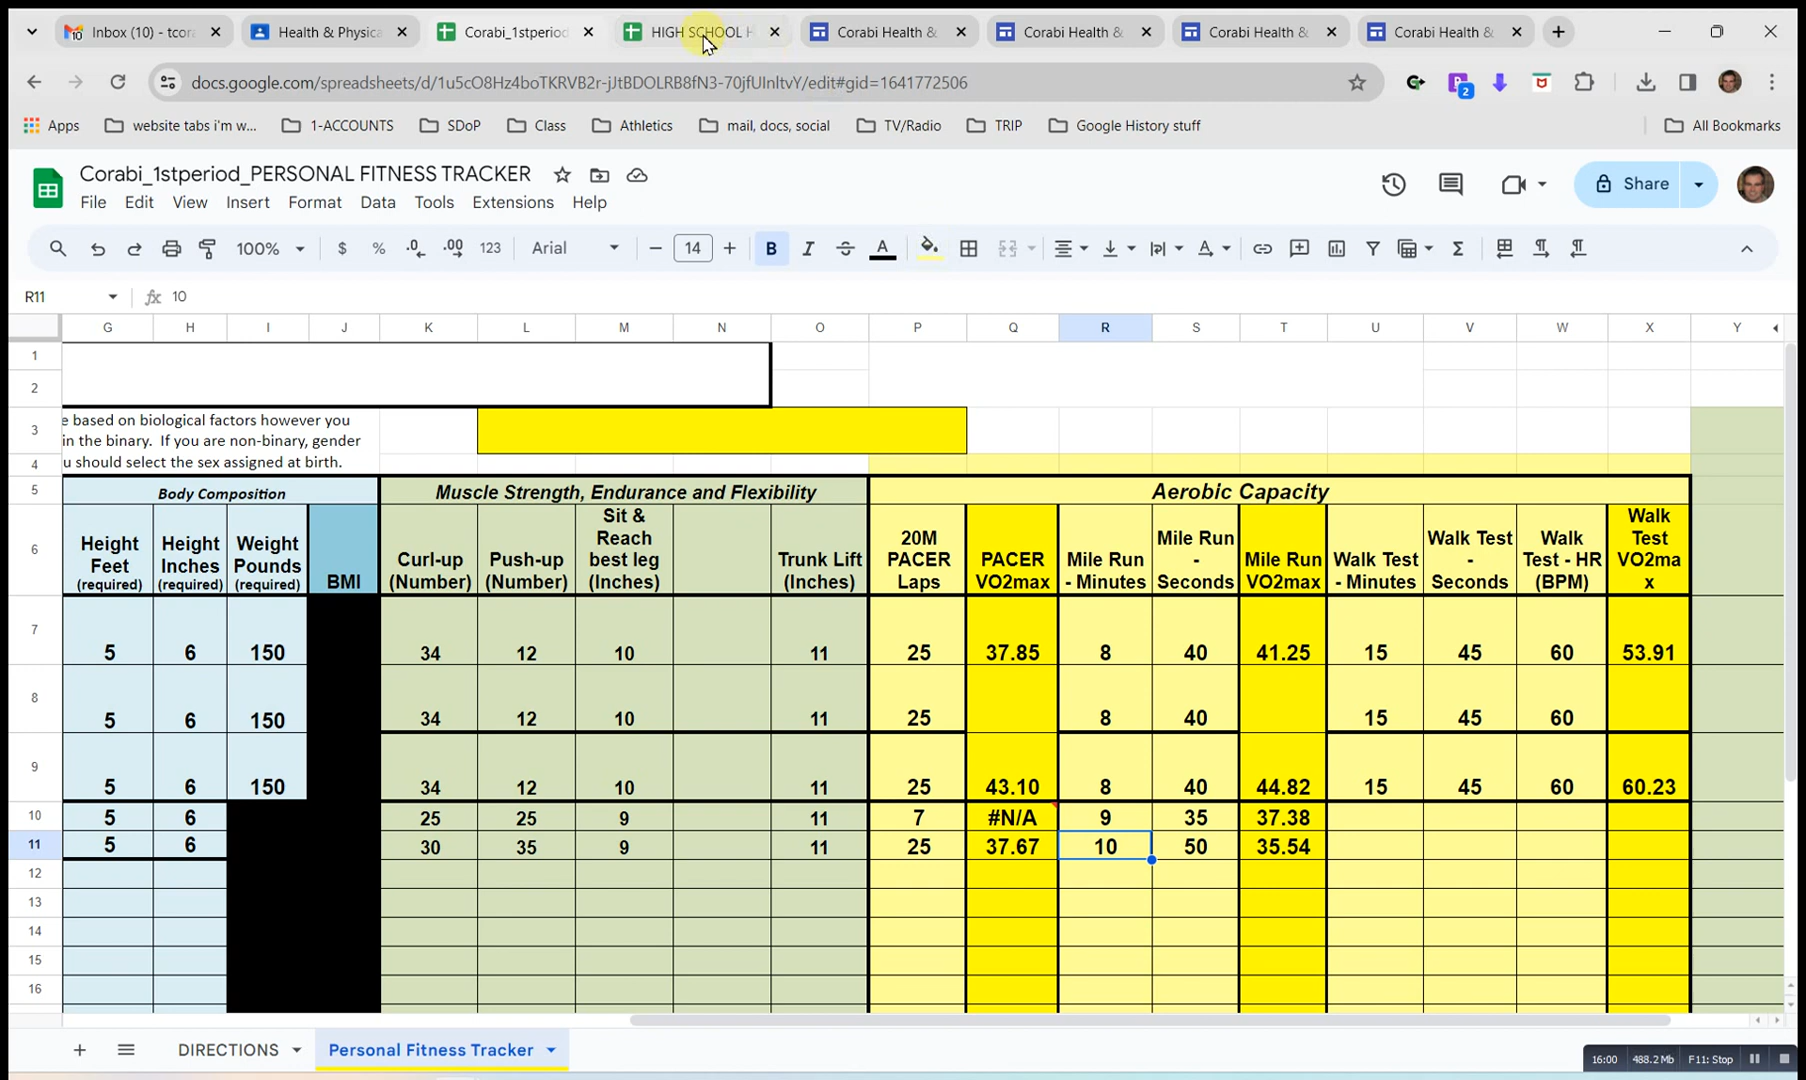 Inbox (10) - tcor
Health & Physica
Corabi_1stperiod
HIGH SCHOOL H
Corabi Health &
Corabi Health &
Corabi Health &
Corabi Health &
docs.google.com/spreadsheets/d/1u5cO8Hz4boTKRVB2r-jJtBDOLRB8fN3-70jfUInltvY/edit#gid=1641772506
2
Apps
website tabs i'm w...
1-ACCOUNTS
SDoP
Class
Athletics
mail, docs, social
TV/Radio
TRIP
Google History stuff
All Bookmarks
Corabi_1stperiod_PERSONAL FITNESS TRACKER
File Edit View Insert Format Data Tools Extensions Help
Share
100% $ % .0 .00 123 Arial 14 B I S A
R11 fx 10
G H I J K L M N O P Q R S T U V W X Y
1
2
3
e based on biological factors however you
in the binary. If you are non-binary, gender
4
u should select the sex assigned at birth.
5 Body Composition Muscle Strength, Endurance and Flexibility Aerobic Capacity
6
Height Feet (required)
Height Inches (required)
Weight Pounds (required)
BMI
Curl-up (Number)
Push-up (Number)
Sit & Reach best leg (Inches)
Trunk Lift (Inches)
20M PACER Laps
PACER VO2max
Mile Run - Minutes
Mile Run - Seconds
Mile Run VO2max
Walk Test - Minutes
Walk Test - Seconds
Walk Test - HR (BPM)
Walk Test VO2max
7 5 6 150 34 12 10 11 25 37.85 8 40 41.25 15 45 60 53.91
8 5 6 150 34 12 10 11 25 8 40 15 45 60
9 5 6 150 34 12 10 11 25 43.10 8 40 44.82 15 45 60 60.23
10 5 6 25 25 9 11 7 #N/A 9 35 37.38
11 5 6 30 35 9 11 25 37.67 10 50 35.54
12
13
14
15
16
DIRECTIONS
Personal Fitness Tracker
16:00 488.2 Mb F11: Stop